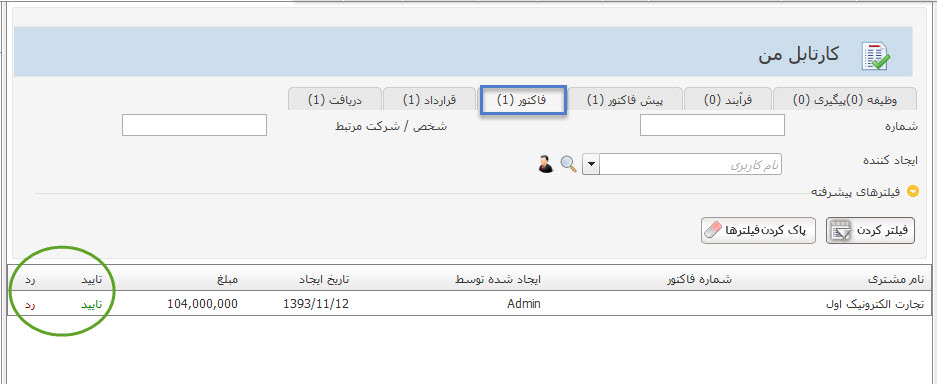 کارتابل من
وظیفه (0)پیگیری (0) فرآیند (0) پیش فاکتور (1) فاکتور (1) قرارداد (1) دریافت (1)
شماره شخص / شرکت مرتبط
ایجاد کننده نام کاربری
فیلترهای پیشرفته
فیلتر کردن پاک کردن فیلترها
نام مشتری شماره فاکتور ایجاد شده توسط تاریخ ایجاد مبلغ تایید رد
تجارت الکترونیک اول Admin 1393/11/12 104,000,000 تایید رد